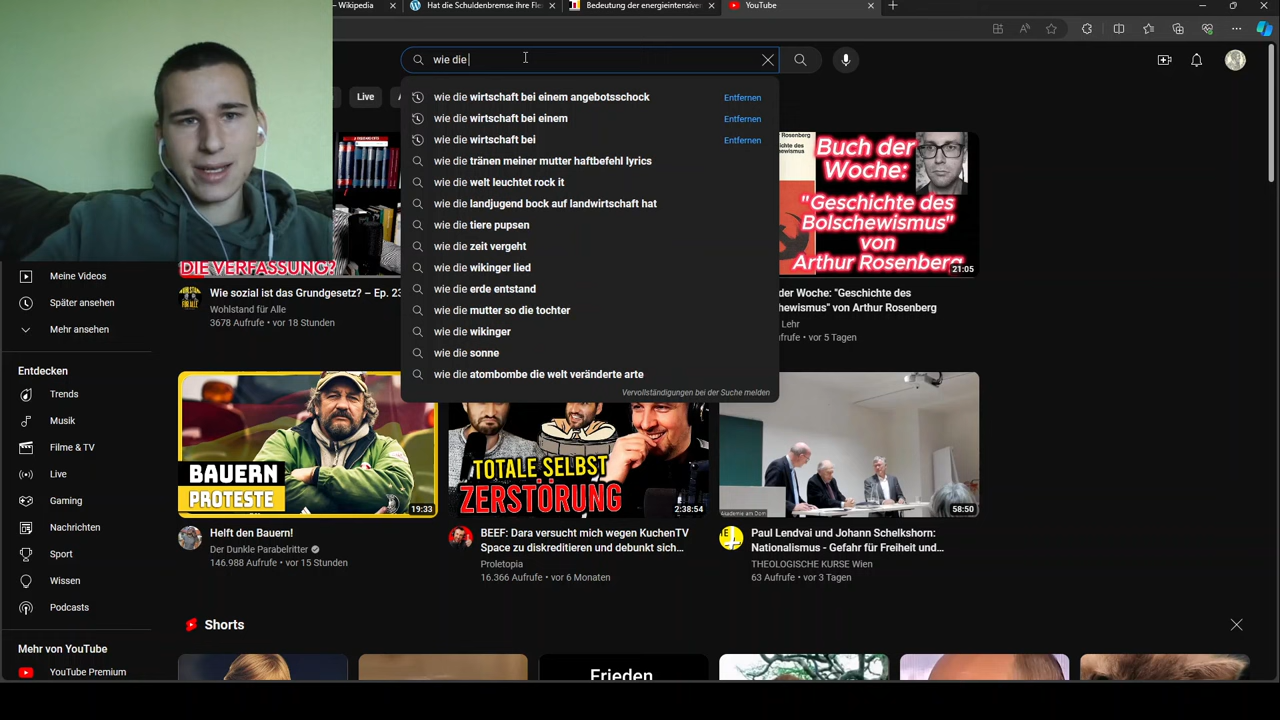 – Wikipedia
Hat die Schuldenbremse ihre Fle
Bedeutung der energieintensiver
YouTube
wie die
Live
wie die wirtschaft bei einem angebotsschock
Entfernen
wie die wirtschaft bei einem
Entfernen
wie die wirtschaft bei
Entfernen
wie die tränen meiner mutter haftbefehl lyrics
wie die welt leuchtet rock it
wie die landjugend bock auf landwirtschaft hat
wie die tiere pupsen
wie die zeit vergeht
wie die wikinger lied
wie die erde entstand
wie die mutter so die tochter
wie die wikinger
wie die sonne
wie die atombombe die welt veränderte arte
Vervollständigungen bei der Suche melden
Buch der
Woche:
"Geschichte des
Bolschewismus"
von
Arthur Rosenberg
21:05
DIE VERFASSUNG?
Wie sozial ist das Grundgesetz? – Ep. 23
Wohlstand für Alle
3678 Aufrufe • vor 18 Stunden
der Woche: "Geschichte des
chewismus" von Arthur Rosenberg
Lehr
ufrufe • vor 5 Tagen
Meine Videos
Später ansehen
Mehr ansehen
Entdecken
Trends
Musik
Filme & TV
Live
Gaming
Nachrichten
Sport
Wissen
Podcasts
Mehr von YouTube
YouTube Premium
BAUERN
PROTESTE
19:33
Helft den Bauern!
Der Dunkle Parabelritter
146.988 Aufrufe • vor 15 Stunden
TOTALE SELBST
ZERSTÖRUNG
2:38:54
BEEF: Dara versucht mich wegen KuchenTV
Space zu diskreditieren und debunkt sich…
Proletopia
16.366 Aufrufe • vor 6 Monaten
Akademie am Dom
58:50
Paul Lendvai und Johann Schelkshorn:
Nationalismus - Gefahr für Freiheit und…
THEOLOGISCHE KURSE Wien
63 Aufrufe • vor 3 Tagen
Shorts
Frieden